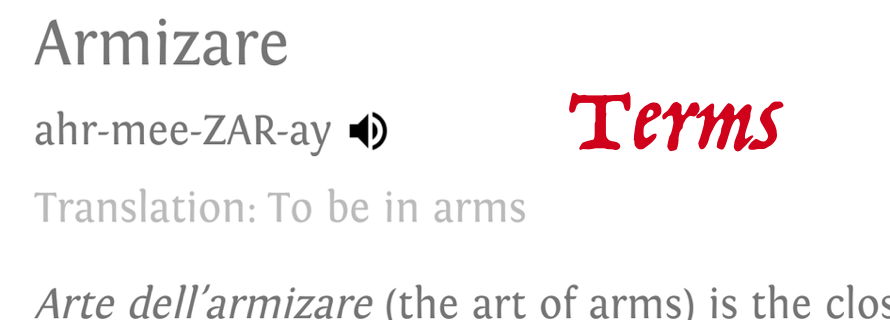 Armizare
ahr-mee-ZAR-ay
Terms
Translation: To be in arms
Arte dell'armizare (the art of arms) is the clos